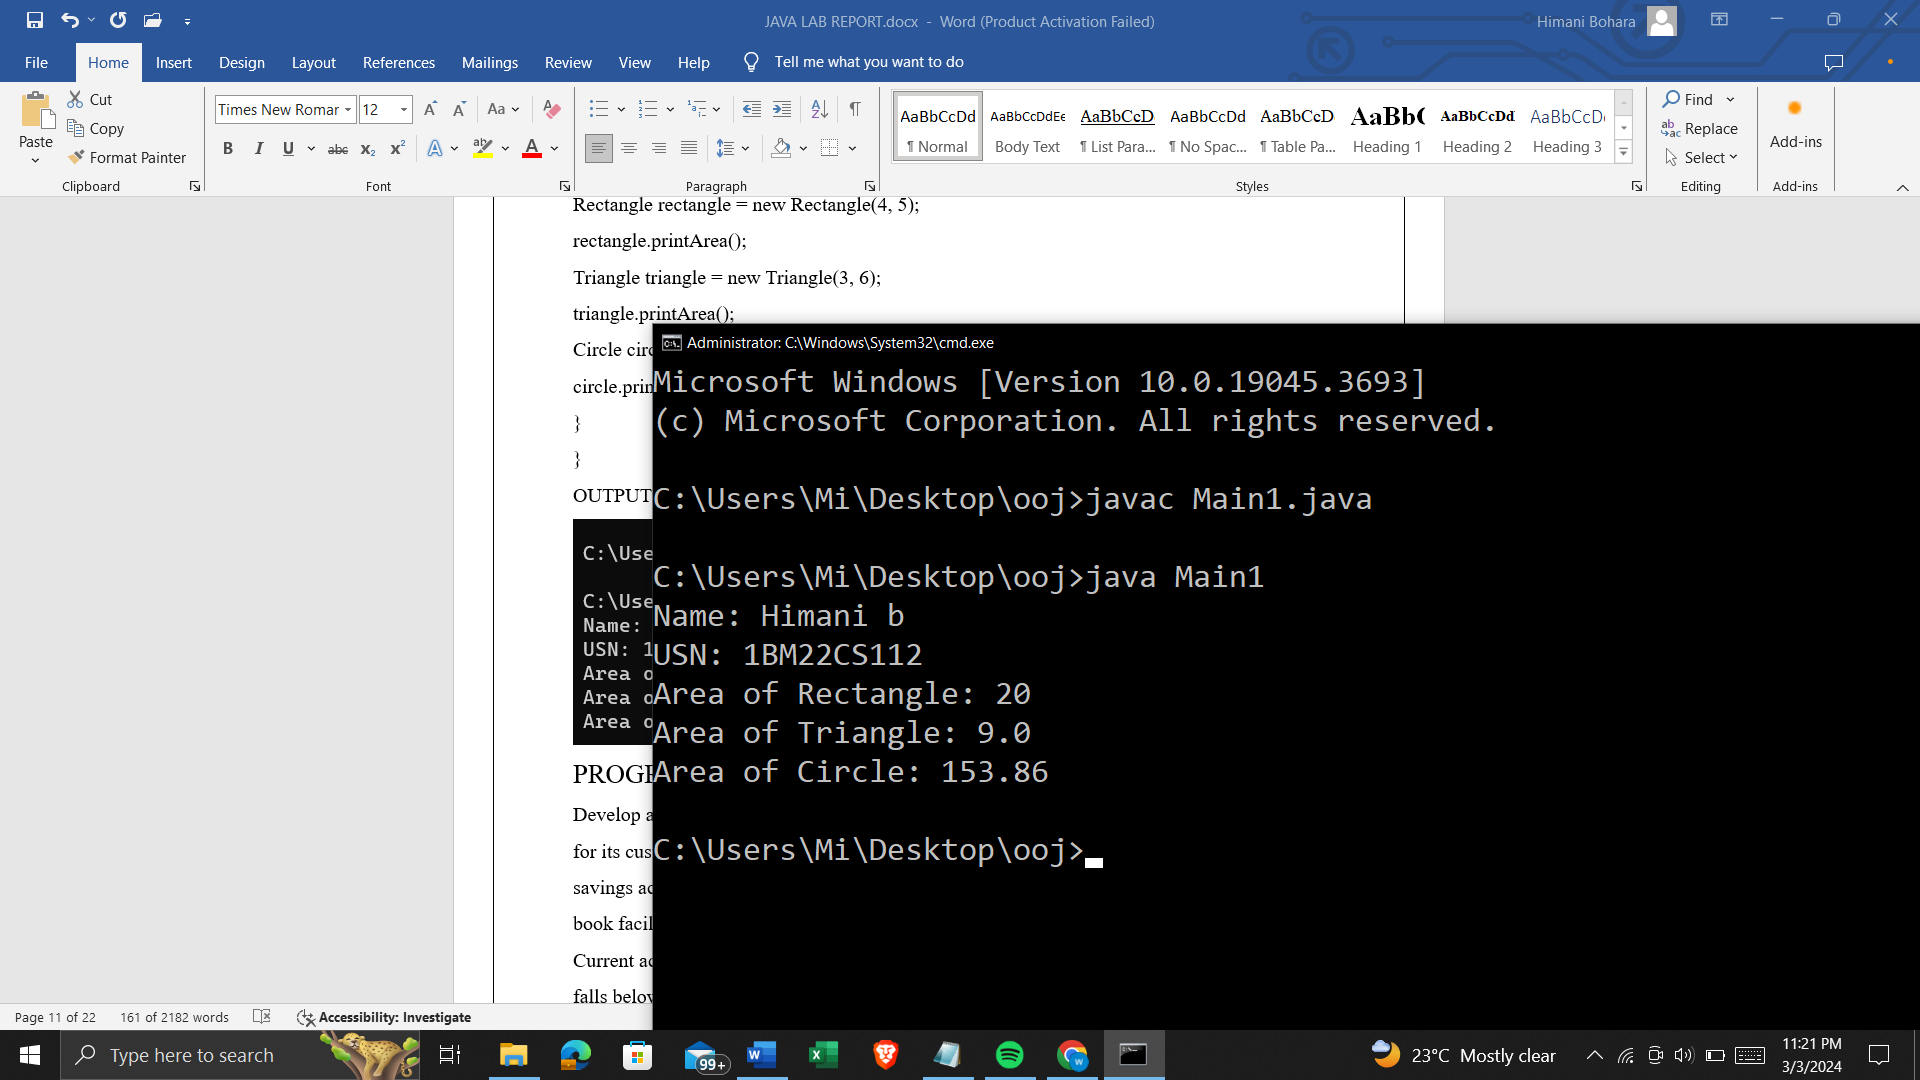 JAVA LAB REPORT.docx - Word (Product Activation Failed)
Himani Bohara
File Home Insert Design Layout References Mailings Review View Help Tell me what you want to do
Paste
Cut
Copy
Format Painter
Clipboard
Times New Roman 12
Aa
B I U abc x₂ x² A A
Font
Paragraph
AaBbCcDd AaBbCcDdEe AaBbCcD AaBbCcDd AaBbCcD AaBb( AaBbCcDd AaBbCcD
¶ Normal Body Text ¶ List Para... ¶ No Spac... ¶ Table Pa... Heading 1 Heading 2 Heading 3
Styles
Find
Replace
Select
Editing
Add-ins
Add-ins
Rectangle rectangle = new Rectangle(4, 5);
rectangle.printArea();
Triangle triangle = new Triangle(3, 6);
triangle.printArea();
Circle circ
circle.prin
}
}
OUTPUT
C:\Use
C:\Use
Name:
USN: 1
Area o
Area o
Area o
PROGR
Develop a
for its cus
savings ac
book facil
Current ac
falls below
Administrator: C:\Windows\System32\cmd.exe
Microsoft Windows [Version 10.0.19045.3693]
(c) Microsoft Corporation. All rights reserved.
C:\Users\Mi\Desktop\ooj>javac Main1.java
C:\Users\Mi\Desktop\ooj>java Main1
Name: Himani b
USN: 1BM22CS112
Area of Rectangle: 20
Area of Triangle: 9.0
Area of Circle: 153.86
C:\Users\Mi\Desktop\ooj>
Page 11 of 22 161 of 2182 words Accessibility: Investigate
Type here to search
99+
23°C Mostly clear
11:21 PM
3/3/2024